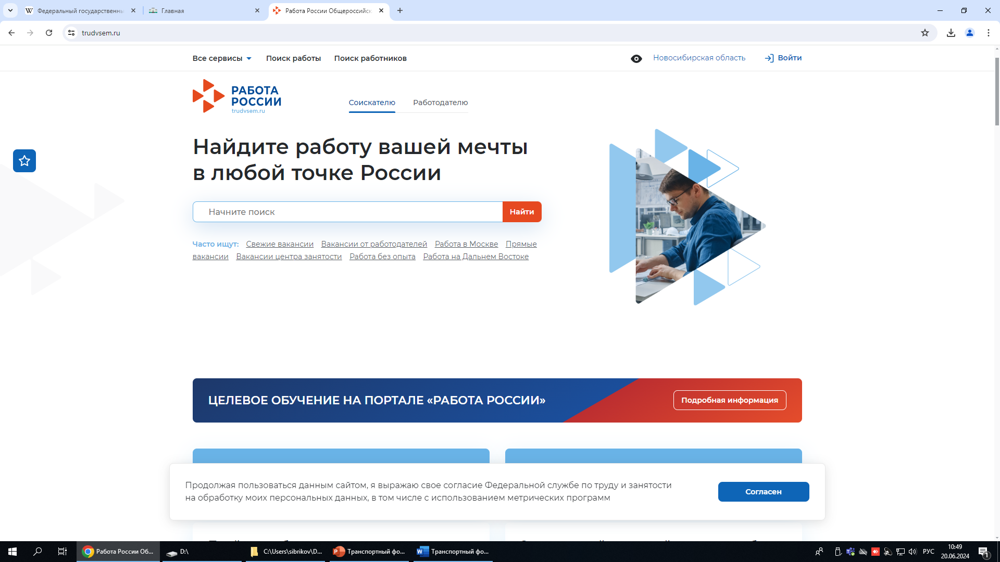 Федеральный государственны
Главная
Работа России Общероссийск
trudvsem.ru
Все сервисы
Поиск работы
Поиск работников
Новосибирская область
Войти
РАБОТА
РОССИИ
trudvsem.ru
Соискателю
Работодателю
Найдите работу вашей мечты
в любой точке России
Начните поиск
Найти
Часто ищут: Свежие вакансии Вакансии от работодателей Работа в Москве Прямые
вакансии Вакансии центра занятости Работа без опыта Работа на Дальнем Востоке
ЦЕЛЕВОЕ ОБУЧЕНИЕ НА ПОРТАЛЕ «РАБОТА РОССИИ»
Подробная информация
Продолжая пользоваться данным сайтом, я выражаю свое согласие Федеральной службе по труду и занятости
на обработку моих персональных данных, в том числе с использованием метрических программ
Согласен
Работа России Об...
D:\
C:\Users\sibrikov\D...
Транспортный фо...
Транспортный фо...
РУС
10:49
20.06.2024
1